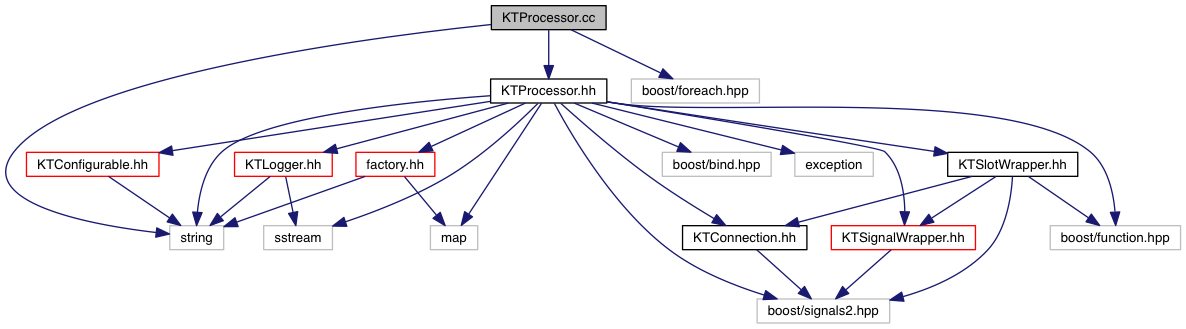 KTProcessor.cc
KTProcessor.hh
boost/foreach.hpp
KTConfigurable.hh
KTLogger.hh
factory.hh
boost/bind.hpp
exception
KTSlotWrapper.hh
string
sstream
map
KTConnection.hh
KTSignalWrapper.hh
boost/function.hpp
boost/signals2.hpp